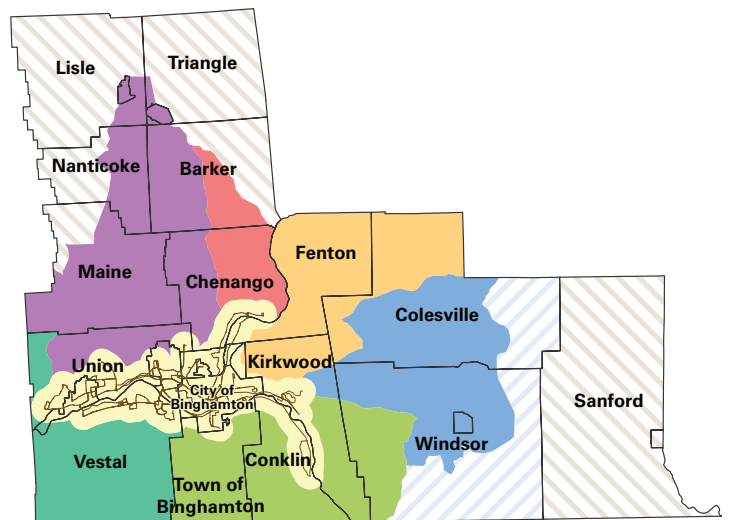 Lisle
Triangle
Nanticoke
Barker
Fenton
Maine
Chenango
Colesville
Union
Kirkwood
City of
Binghamton
Sanford
Windsor
Vestal
Conklin
Town of
Binghamton